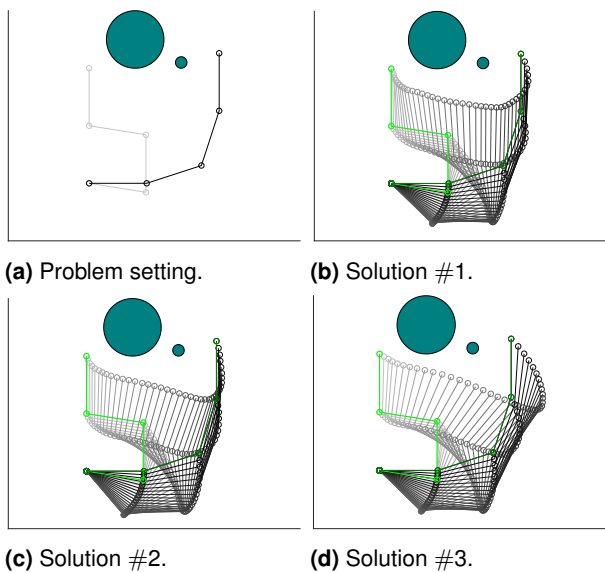 (a) Problem setting.
(b) Solution #1.
(c) Solution #2.
(d) Solution #3.